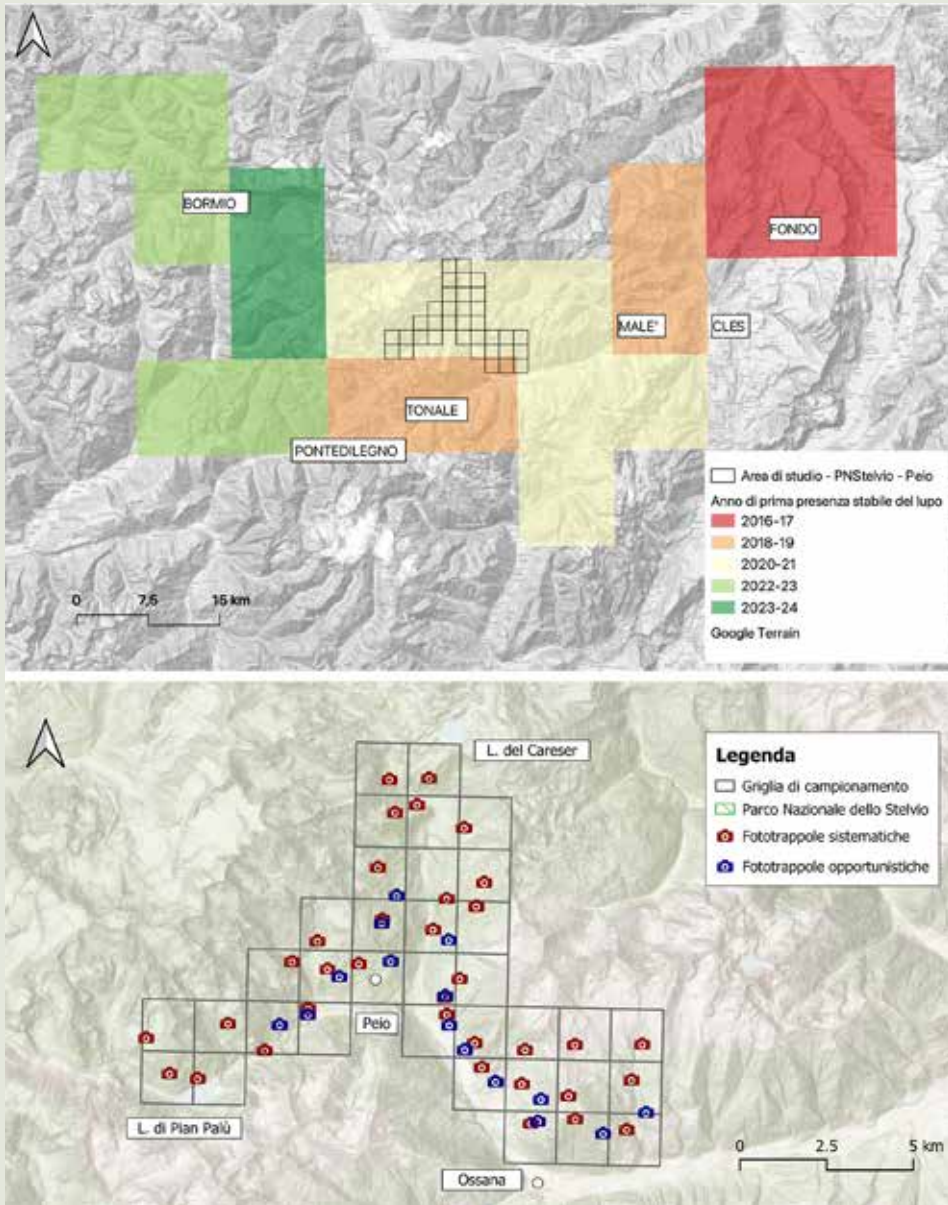 BORMIO
FONDO
MALE'
CLES
TONALE
PONTEDILEGNO
Area di studio - PNStelvio - Peio
Anno di prima presenza stabile del lupo
2016-17
2018-19
2020-21
2022-23
2023-24
Google Terrain
0 7,5 15 km
L. del Careser
Legenda
Griglia di campionamento
Parco Nazionale dello Stelvio
Fototrappole sistematiche
Fototrappole opportunistiche
Peio
L. di Pian Palù
Ossana
0 2.5 5 km